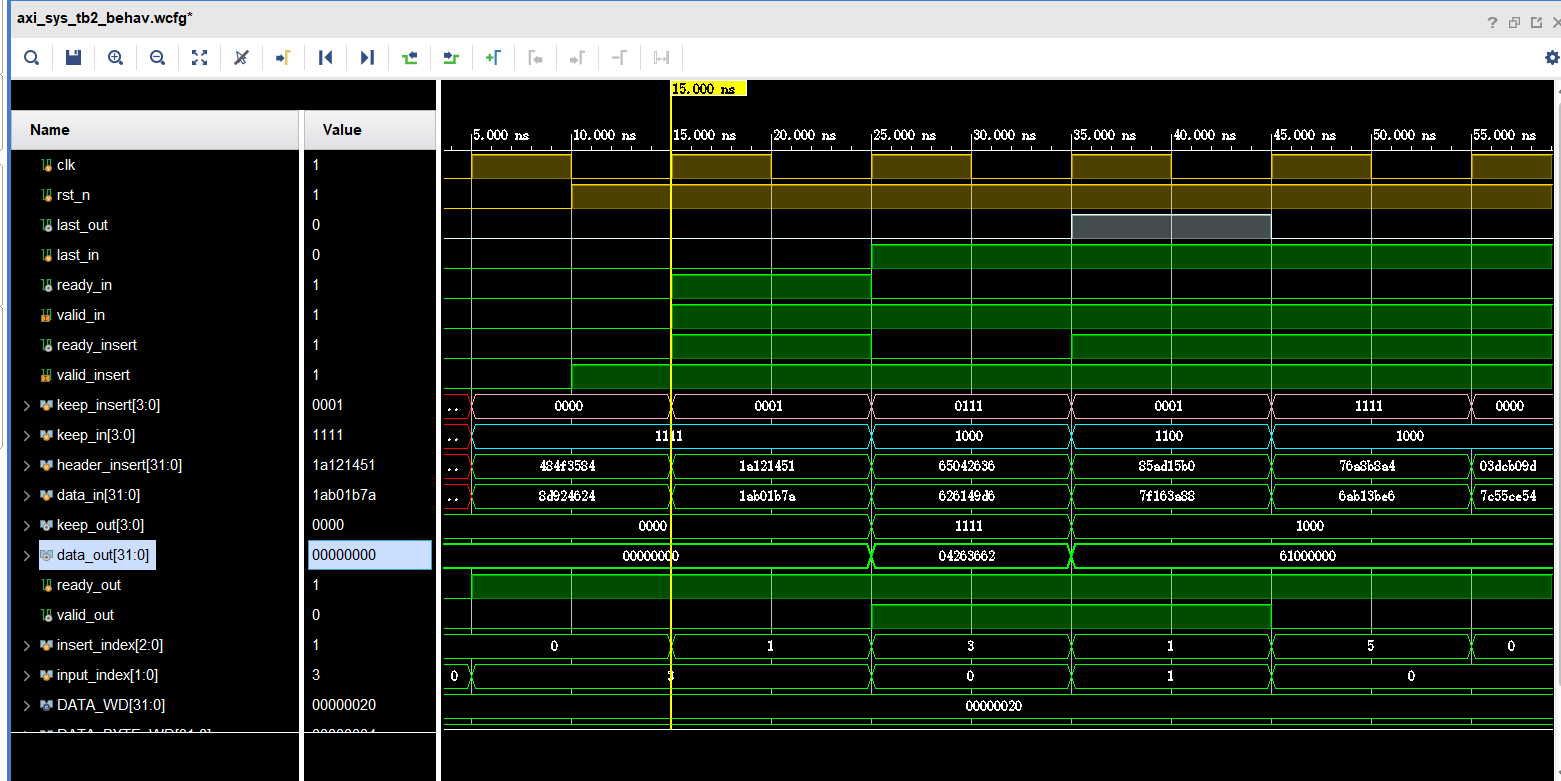 axi_sys_tb2_behav.wcfg*
15.000 ns
Name Value
5.000 ns 10.000 ns 15.000 ns 20.000 ns 25.000 ns 30.000 ns 35.000 ns 40.000 ns 45.000 ns 50.000 ns 55.000 ns
clk 1
rst_n 1
last_out 0
last_in 0
ready_in 1
valid_in 1
ready_insert 1
valid_insert 1
keep_insert[3:0] 0001 .. 0000 0001 0111 0001 1111 0000
keep_in[3:0] 1111 .. 1111 1000 1100 1000
header_insert[31:0] 1a121451 .. 484f3584 1a121451 65042636 85ad15b0 76a8b8a4 03dcb09d
data_in[31:0] 1ab01b7a .. 8d924624 1ab01b7a 626149d6 7f163a88 6ab13be6 7c55ce54
keep_out[3:0] 0000 0000 1111 1000
data_out[31:0] 00000000 00000000 04263662 61000000
ready_out 1
valid_out 0
insert_index[2:0] 1 0 1 3 1 5 0
input_index[1:0] 3 0 3 0 1 0
DATA_WD[31:0] 00000020 00000020